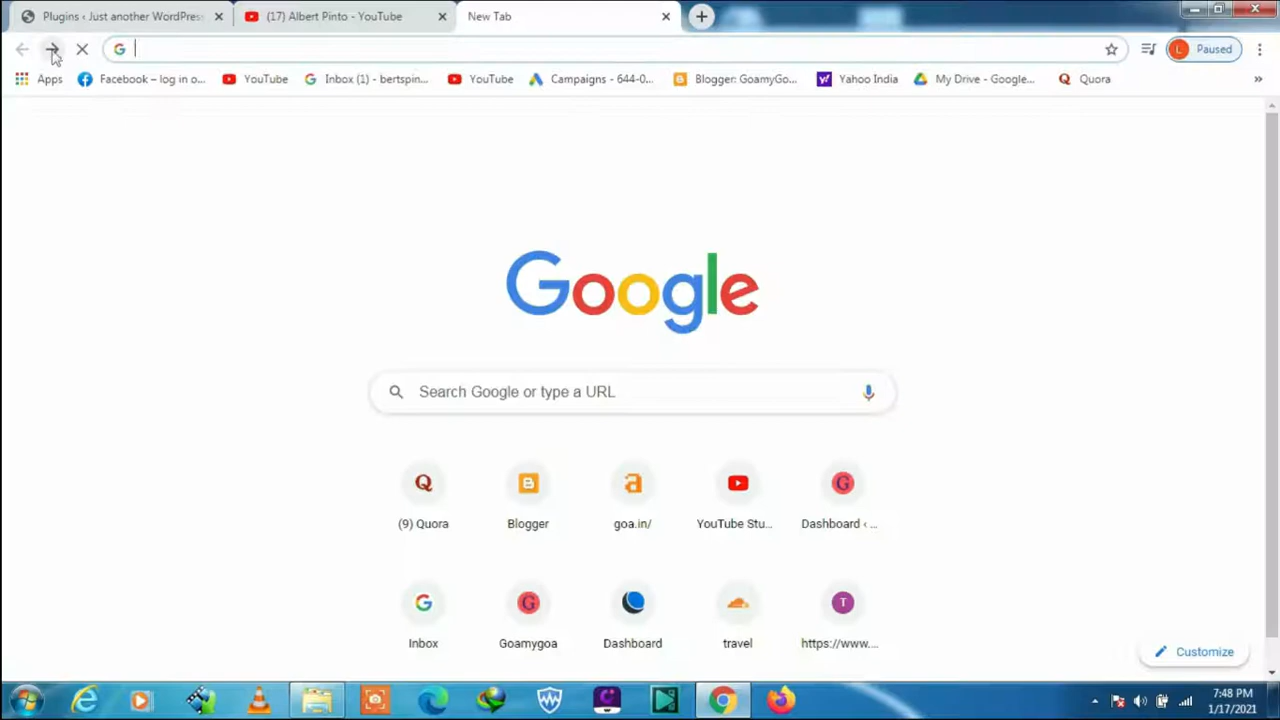 Plugins ‹ Just another WordPress
(17) Albert Pinto - YouTube
New Tab
L Paused
Apps
Facebook – log in o...
YouTube
Inbox (1) - bertspin...
YouTube
Campaigns - 644-0...
Blogger: GoamyGo...
Yahoo India
My Drive - Google...
Quora
»
Google
Search Google or type a URL
(9) Quora
Blogger
goa.in/
YouTube Stu...
Dashboard ‹ ...
Inbox
Goamygoa
Dashboard
travel
T
https://www....
Customize
7:48 PM
1/17/2021